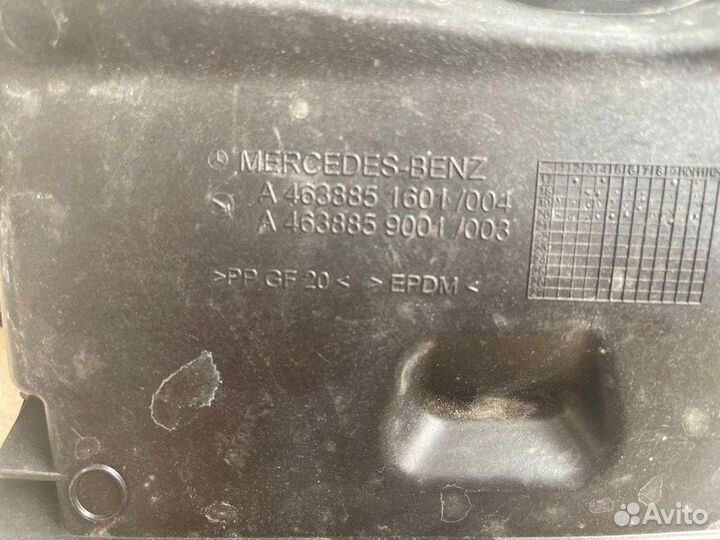 MERCEDES-BENZ
A 463885 1601 /004
A 463885 9001 /003
>PP GF 20< >EPDM<
Avito